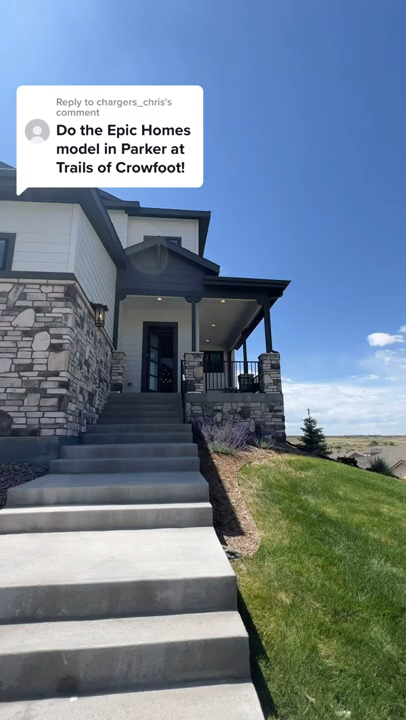 Reply to chargers_chris's
comment
Do the Epic Homes
model in Parker at
Trails of Crowfoot!